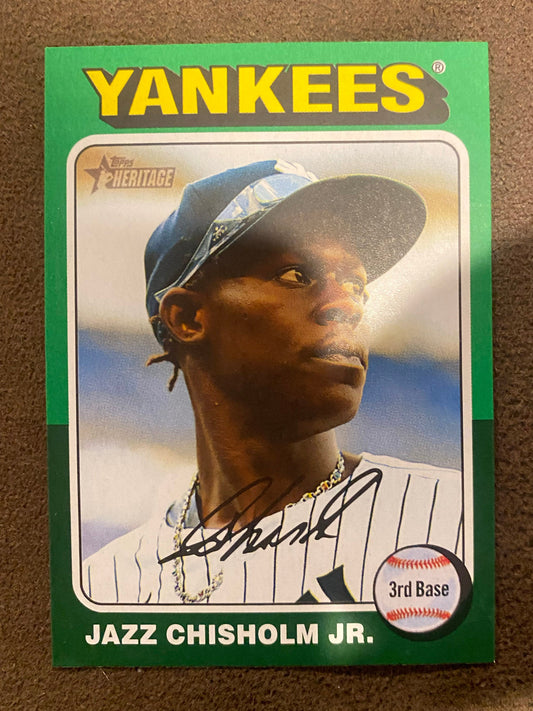 YANKEES®
Topps
HERITAGE
3rd Base
JAZZ CHISHOLM JR.